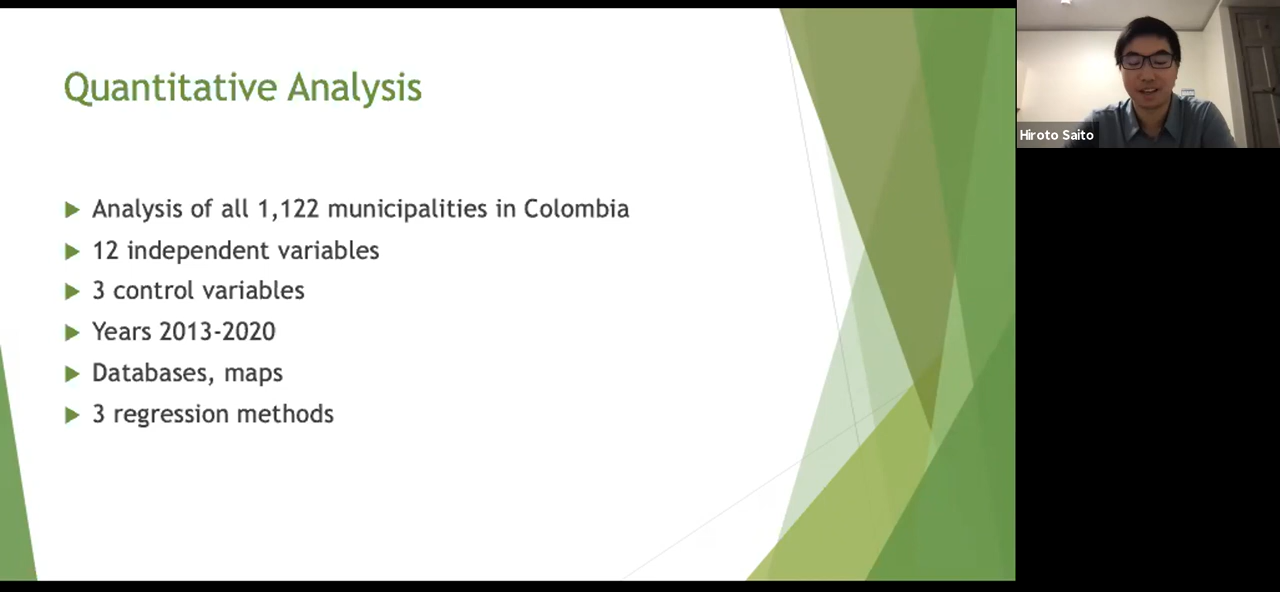 Quantitative Analysis
Analysis of all 1,122 municipalities in Colombia
12 independent variables
3 control variables
Years 2013-2020
Databases, maps
3 regression methods
Hiroto Saito